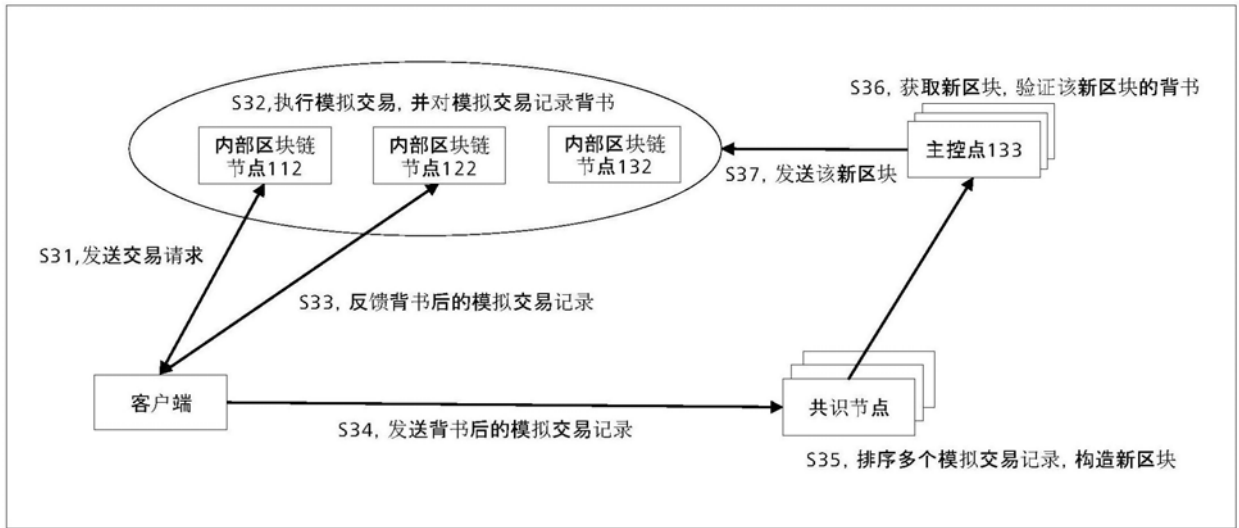 S32,执行模拟交易, 并对模拟交易记录背书
内部区块链
节点112
内部区块链
节点122
内部区块链
节点132
S36, 获取新区块, 验证该新区块的背书
主控点133
S37, 发送该新区块
S31,发送交易请求
S33, 反馈背书后的模拟交易记录
客户端
S34, 发送背书后的模拟交易记录
共识节点
S35, 排序多个模拟交易记录, 构造新区块